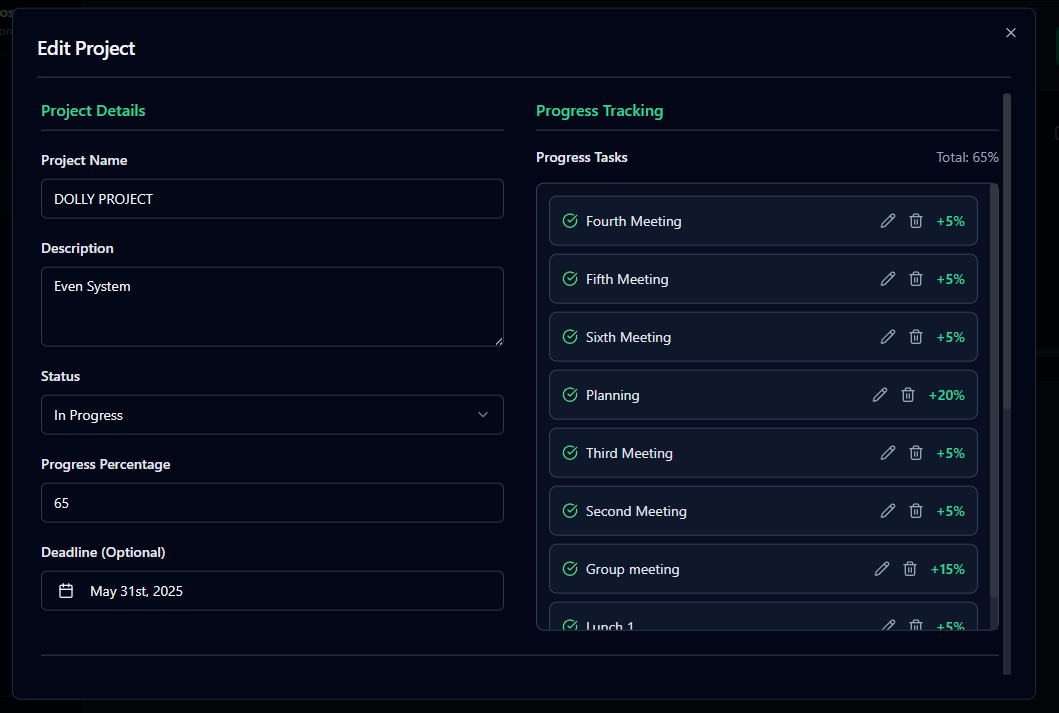 Edit Project
Project Details
Project Name
DOLLY PROJECT
Description
Even System
Status
In Progress
Progress Percentage
65
Deadline (Optional)
May 31st, 2025
Progress Tracking
Progress Tasks
Total: 65%
Fourth Meeting +5%
Fifth Meeting +5%
Sixth Meeting +5%
Planning +20%
Third Meeting +5%
Second Meeting +5%
Group meeting +15%
Lunch 1 +5%